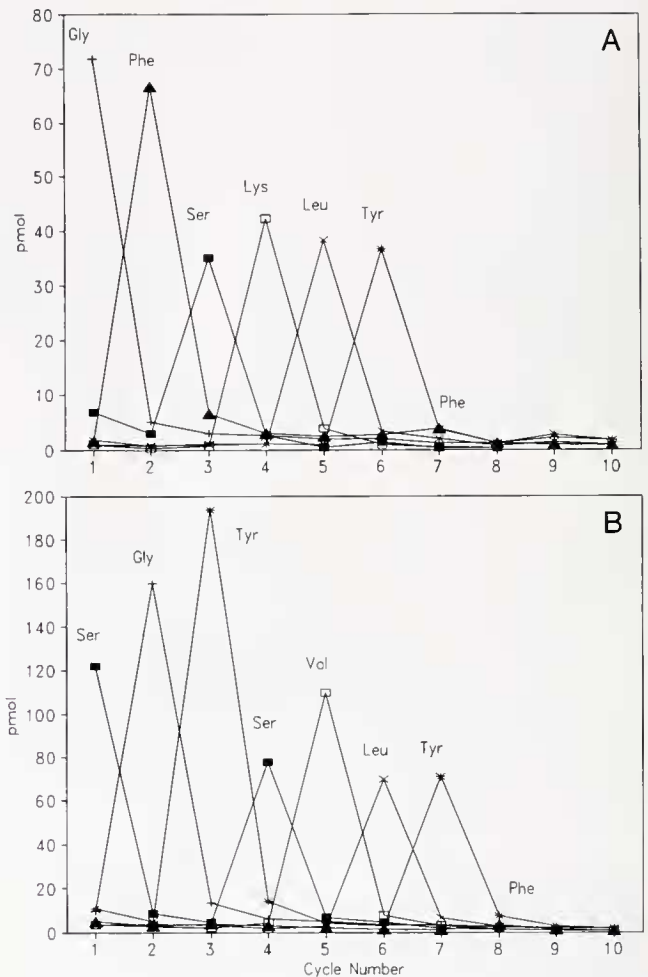 A
80
70
60
50
40
30
20
10
0
pmol
Gly
Phe
Ser
Lys
Leu
Tyr
Phe
1 2 3 4 5 6 7 8 9 10
B
200
180
160
140
120
100
80
60
40
20
0
pmol
Ser
Gly
Tyr
Ser
Val
Leu
Tyr
Phe
1 2 3 4 5 6 7 8 9 10
Cycle Number